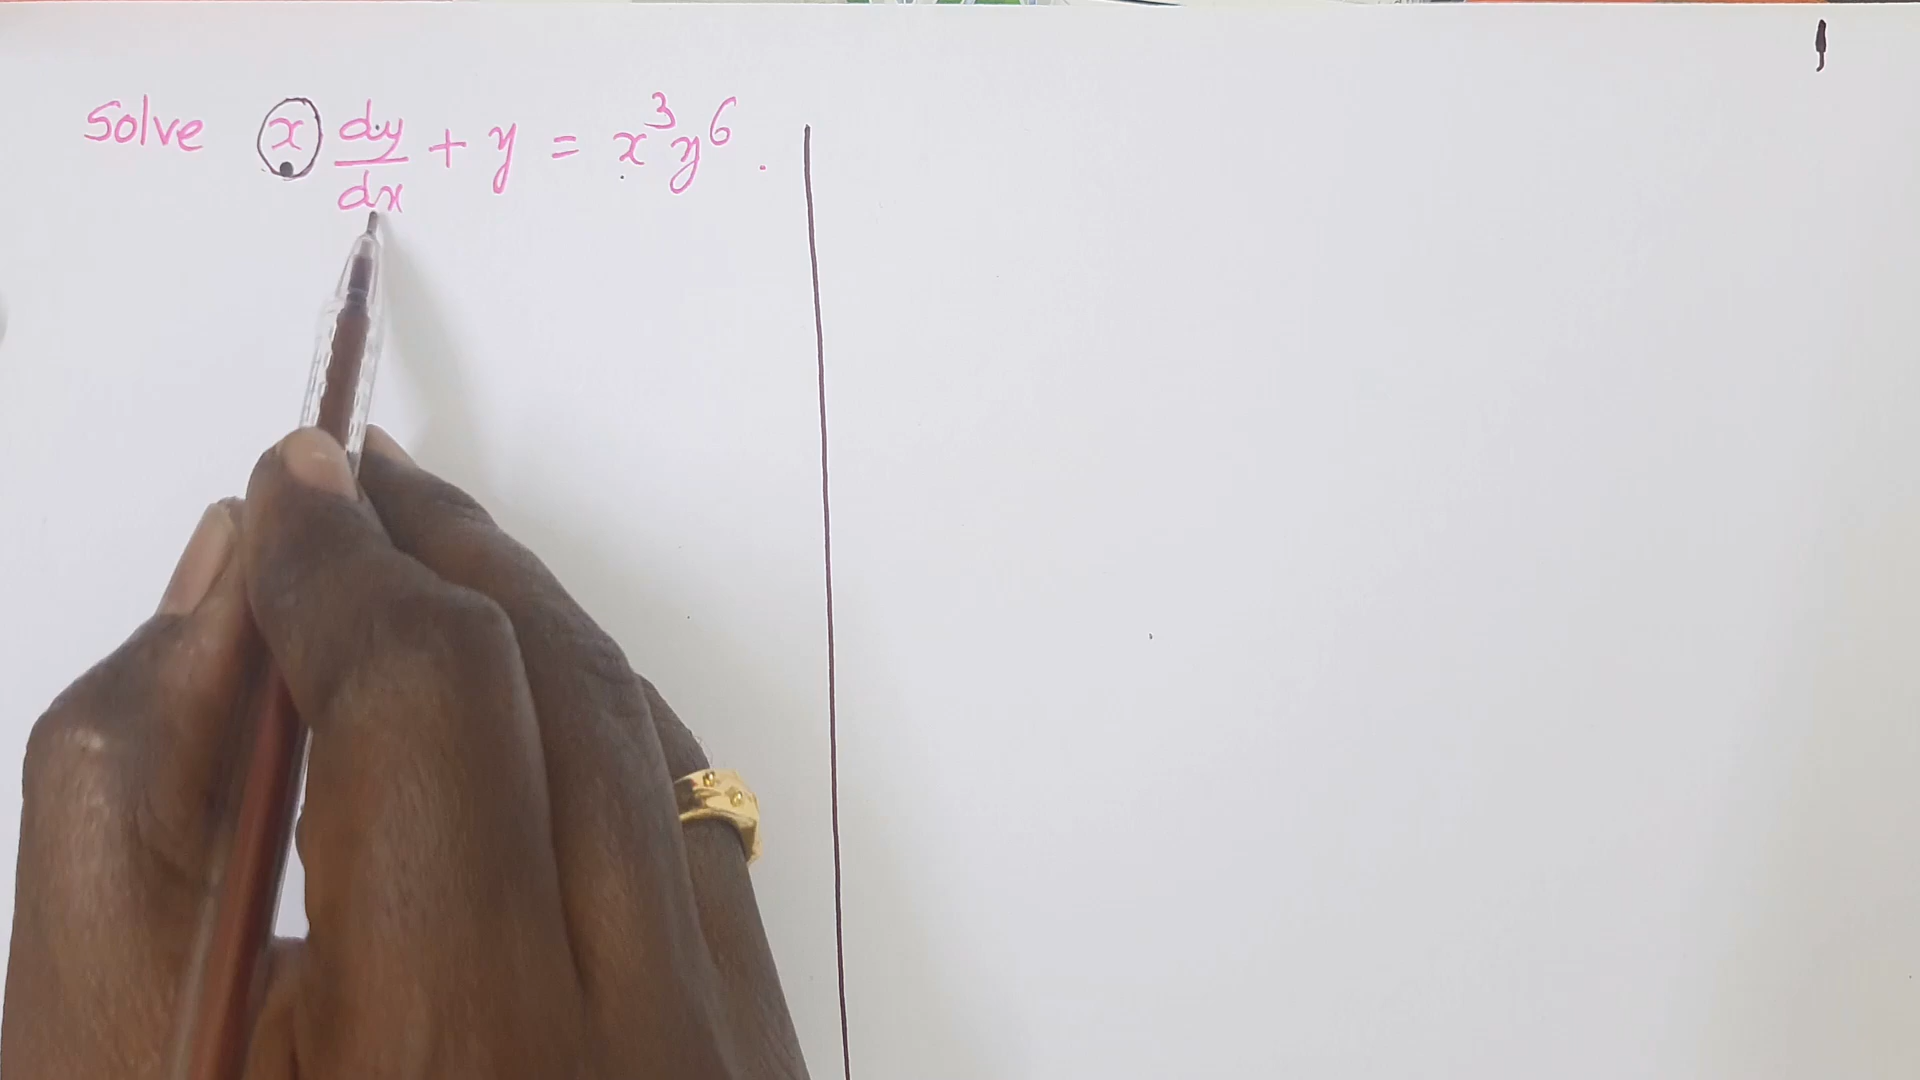 Solve x dy/dx + y = x³y⁶.